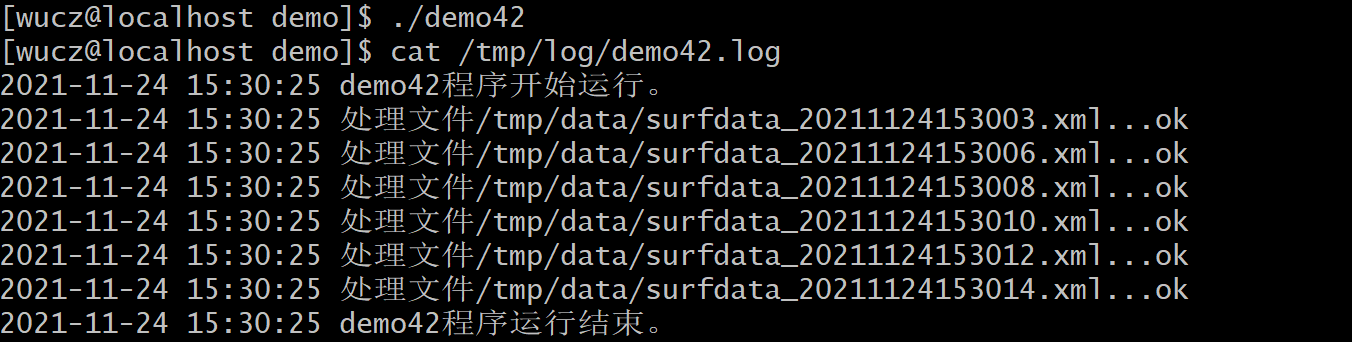 [wucz@localhost demo]$ ./demo42
[wucz@localhost demo]$ cat /tmp/log/demo42.log
2021-11-24 15:30:25 demo42程序开始运行。
2021-11-24 15:30:25 处理文件/tmp/data/surfdata_20211124153003.xml...ok
2021-11-24 15:30:25 处理文件/tmp/data/surfdata_20211124153006.xml...ok
2021-11-24 15:30:25 处理文件/tmp/data/surfdata_20211124153008.xml...ok
2021-11-24 15:30:25 处理文件/tmp/data/surfdata_20211124153010.xml...ok
2021-11-24 15:30:25 处理文件/tmp/data/surfdata_20211124153012.xml...ok
2021-11-24 15:30:25 处理文件/tmp/data/surfdata_20211124153014.xml...ok
2021-11-24 15:30:25 demo42程序运行结束。